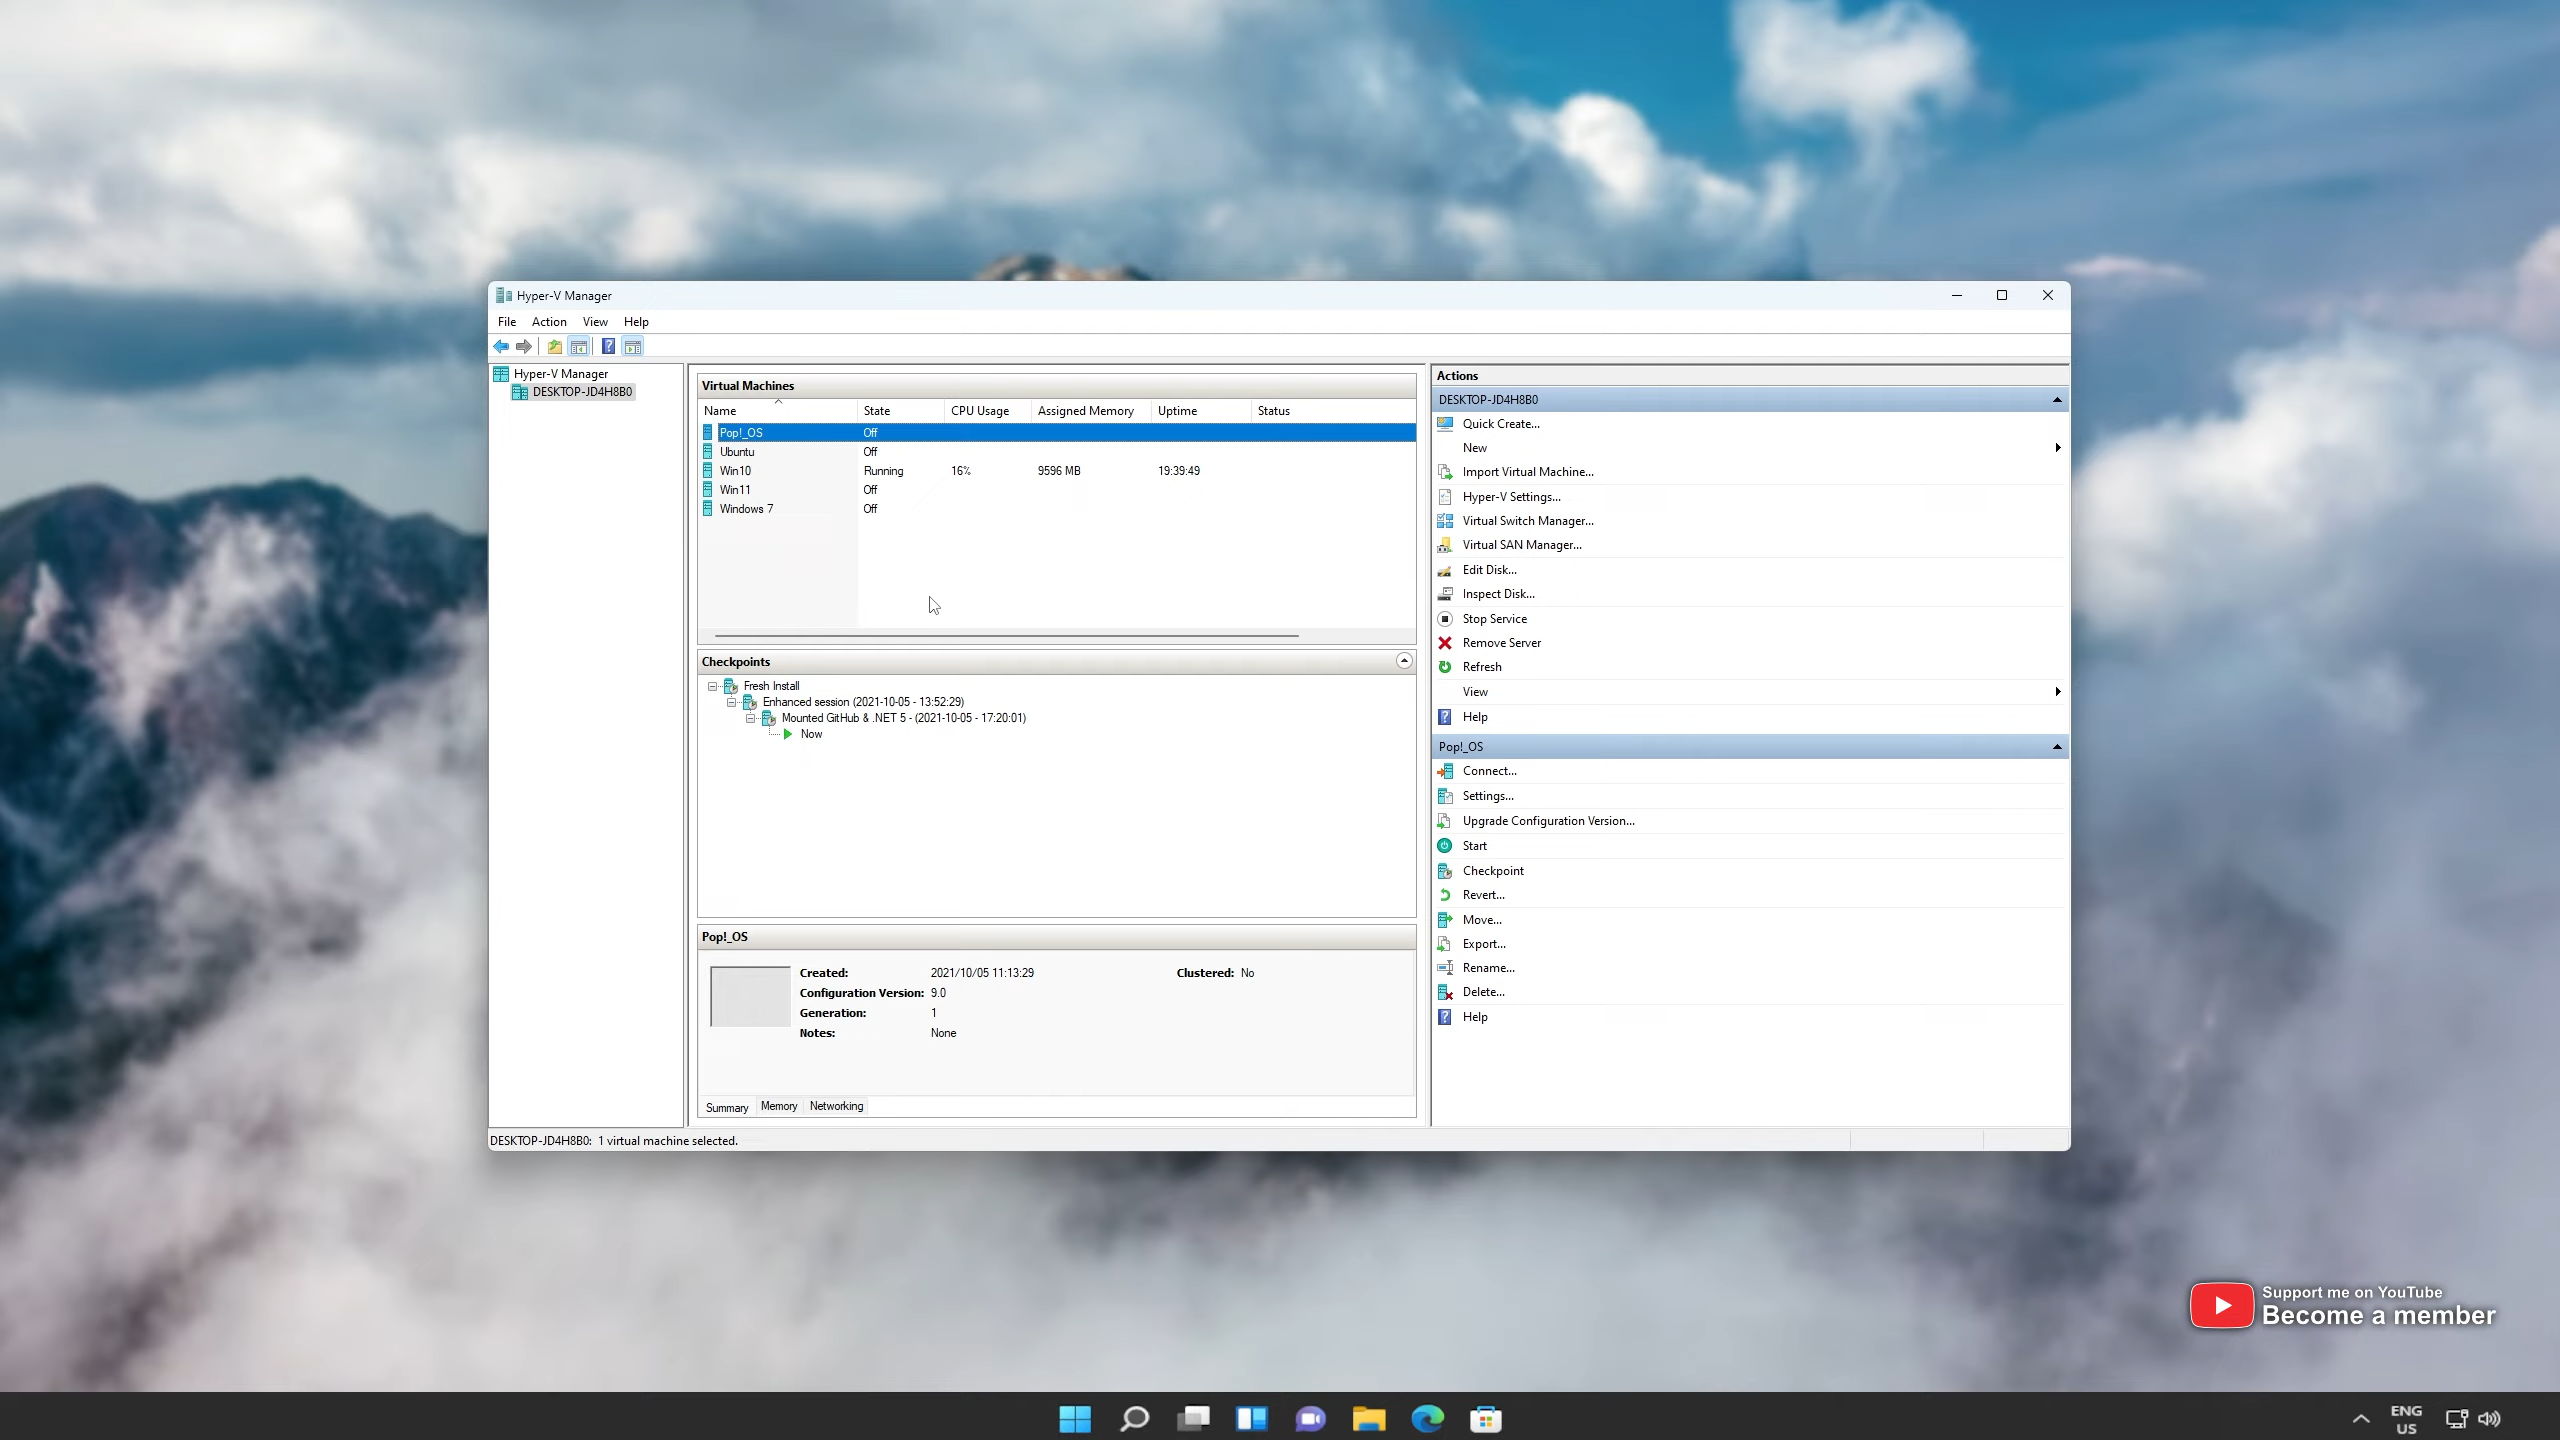 Hyper-V Manager
File Action View Help
Hyper-V Manager
DESKTOP-JD4H8B0
Virtual Machines
Name State CPU Usage Assigned Memory Uptime Status
Pop!_OS Off
Ubuntu Off
Win10 Running 16% 9596 MB 19:39:49
Win11 Off
Windows 7 Off
Checkpoints
Fresh Install
Enhanced session (2021-10-05 - 13:52:29)
Mounted GitHub & .NET 5 - (2021-10-05 - 17:20:01)
Now
Pop!_OS
Created: 2021/10/05 11:13:29 Clustered: No
Configuration Version: 9.0
Generation: 1
Notes: None
Summary Memory Networking
Actions
DESKTOP-JD4H8B0
Quick Create...
New
Import Virtual Machine...
Hyper-V Settings...
Virtual Switch Manager...
Virtual SAN Manager...
Edit Disk...
Inspect Disk...
Stop Service
Remove Server
Refresh
View
Help
Pop!_OS
Connect...
Settings...
Upgrade Configuration Version...
Start
Checkpoint
Revert...
Move...
Export...
Rename...
Delete...
Help
DESKTOP-JD4H8B0: 1 virtual machine selected.
Support me on YouTube
Become a member
ENG
US